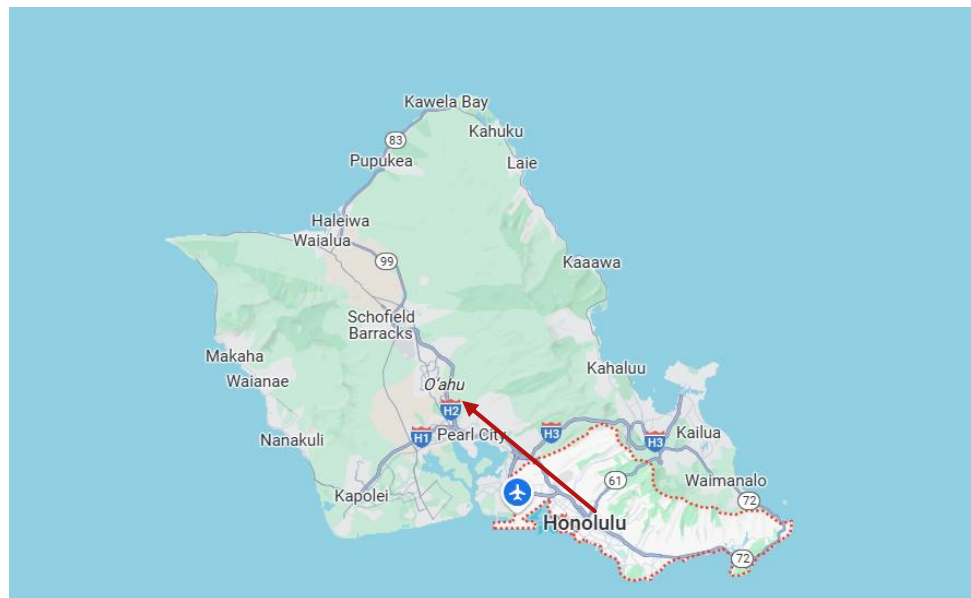 Kawela Bay
Kahuku
83
Pupukea
Laie
Haleiwa
Waialua
99
Kaaawa
Schofield
Barracks
Makaha
Kahaluu
Waianae
O‘ahu
H2
H1
Pearl City
H3
H3
Kailua
Nanakuli
61
Waimanalo
Kapolei
72
Honolulu
72